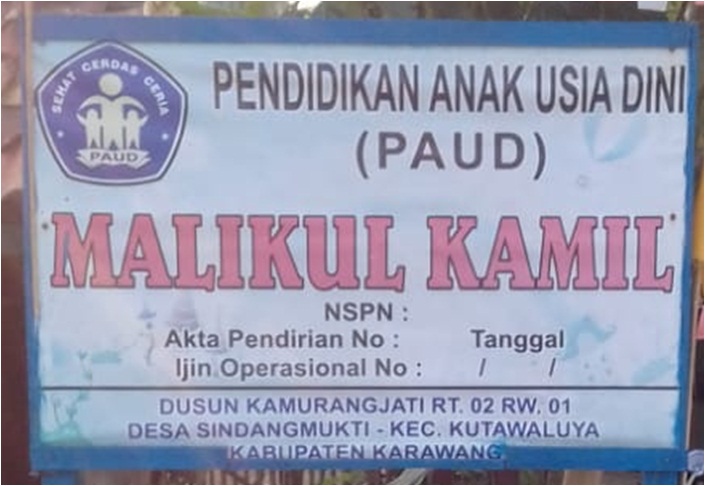 SEHAT CERDAS CERIA
PAUD
PENDIDIKAN ANAK USIA DINI
(PAUD)
MALIKUL KAMIL
NSPN :
Akta Pendirian No : Tanggal
Ijin Operasional No : / /
DUSUN KAMURANGJATI RT. 02 RW. 01
DESA SINDANGMUKTI - KEC. KUTAWALUYA
KABUPATEN KARAWANG